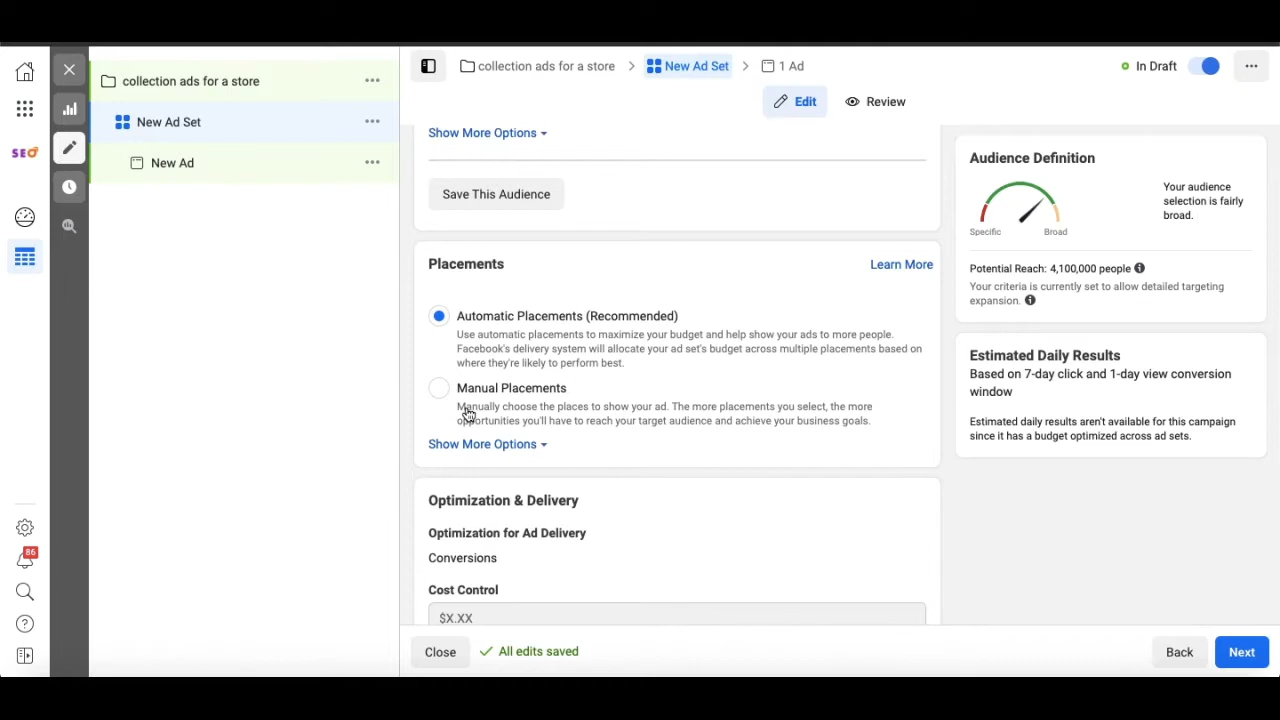 collection ads for a store
New Ad Set
1 Ad
In Draft
Edit
Review
SEO
86
collection ads for a store
New Ad Set
New Ad
Show More Options
Save This Audience
Placements
Learn More
Automatic Placements (Recommended)
Use automatic placements to maximize your budget and help show your ads to more people.
Facebook's delivery system will allocate your ad set's budget across multiple placements based on
where they're likely to perform best.
Manual Placements
Manually choose the places to show your ad. The more placements you select, the more
opportunities you'll have to reach your target audience and achieve your business goals.
Show More Options
Optimization & Delivery
Optimization for Ad Delivery
Conversions
Cost Control
$X.XX
Audience Definition
Your audience
selection is fairly
broad.
Specific
Broad
Potential Reach: 4,100,000 people
Your criteria is currently set to allow detailed targeting
expansion.
Estimated Daily Results
Based on 7-day click and 1-day view conversion
window
Estimated daily results aren't available for this campaign
since it has a budget optimized across ad sets.
Close
All edits saved
Back
Next